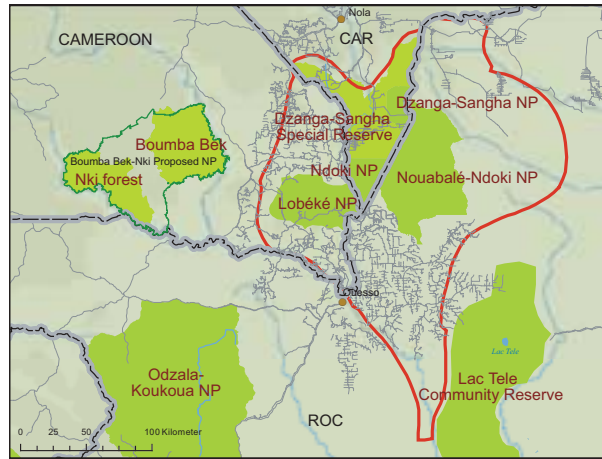 Nola
CAMEROON
CAR
Dzanga-Sangha NP
Dzanga-Sangha
Special Reserve
Boumba Bek
Boumba Bek-Nki Proposed NP
Ndoki NP
Nki forest
Nouabalé-Ndoki NP
Lobéké NP
Ouesso
Lac Tele
Odzala-
Koukoua NP
Lac Tele
Community Reserve
ROC
0 25 50 100 Kilometer